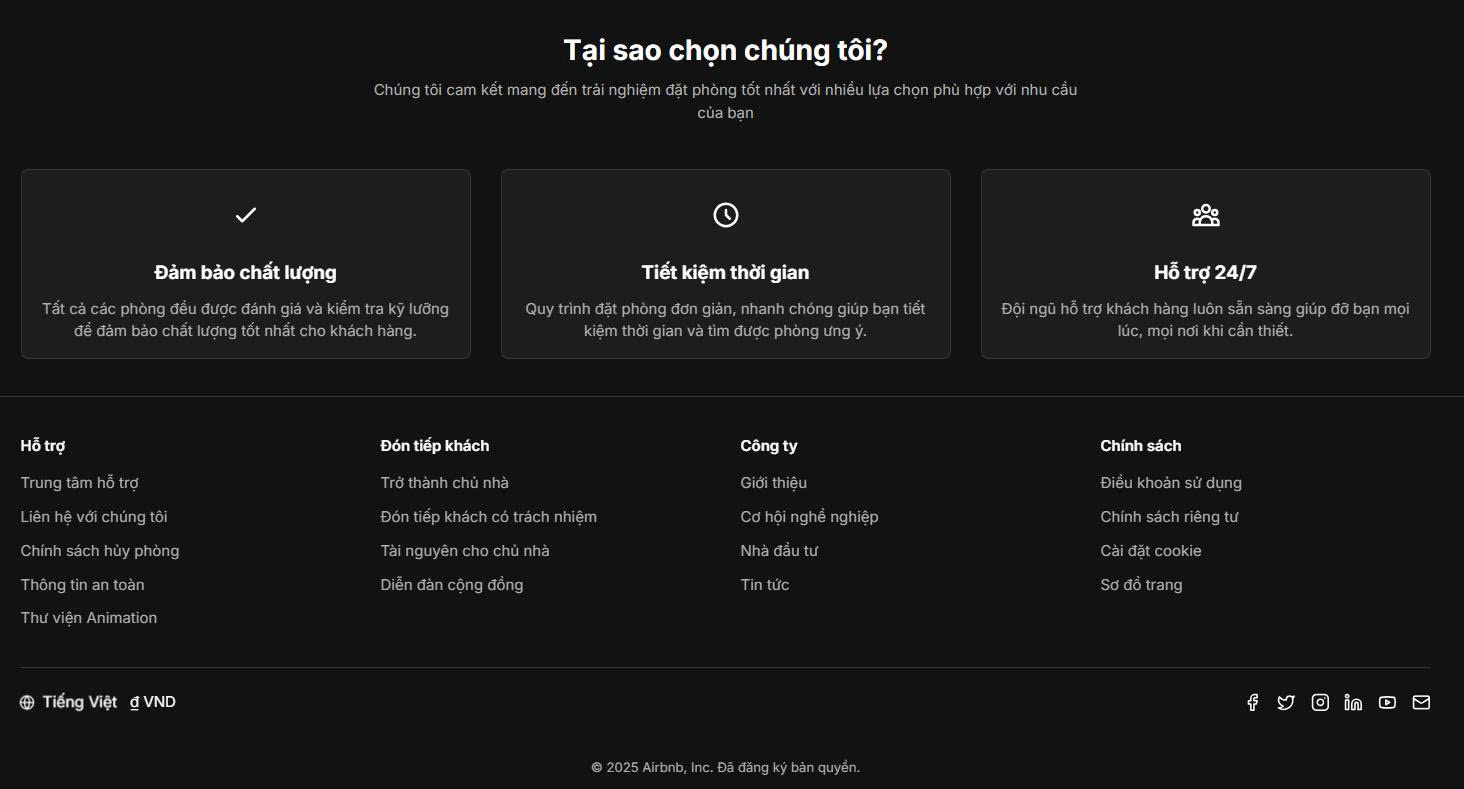 Tại sao chọn chúng tôi?
Chúng tôi cam kết mang đến trải nghiệm đặt phòng tốt nhất với nhiều lựa chọn phù hợp với nhu cầu
của bạn
Đảm bảo chất lượng
Tất cả các phòng đều được đánh giá và kiểm tra kỹ lưỡng
để đảm bảo chất lượng tốt nhất cho khách hàng.
Tiết kiệm thời gian
Quy trình đặt phòng đơn giản, nhanh chóng giúp bạn tiết
kiệm thời gian và tìm được phòng ưng ý.
Hỗ trợ 24/7
Đội ngũ hỗ trợ khách hàng luôn sẵn sàng giúp đỡ bạn mọi
lúc, mọi nơi khi cần thiết.
Hỗ trợ
Trung tâm hỗ trợ
Liên hệ với chúng tôi
Chính sách hủy phòng
Thông tin an toàn
Thư viện Animation
Đón tiếp khách
Trở thành chủ nhà
Đón tiếp khách có trách nhiệm
Tài nguyên cho chủ nhà
Diễn đàn cộng đồng
Công ty
Giới thiệu
Cơ hội nghề nghiệp
Nhà đầu tư
Tin tức
Chính sách
Điều khoản sử dụng
Chính sách riêng tư
Cài đặt cookie
Sơ đồ trang
Tiếng Việt ₫ VND
© 2025 Airbnb, Inc. Đã đăng ký bản quyền.